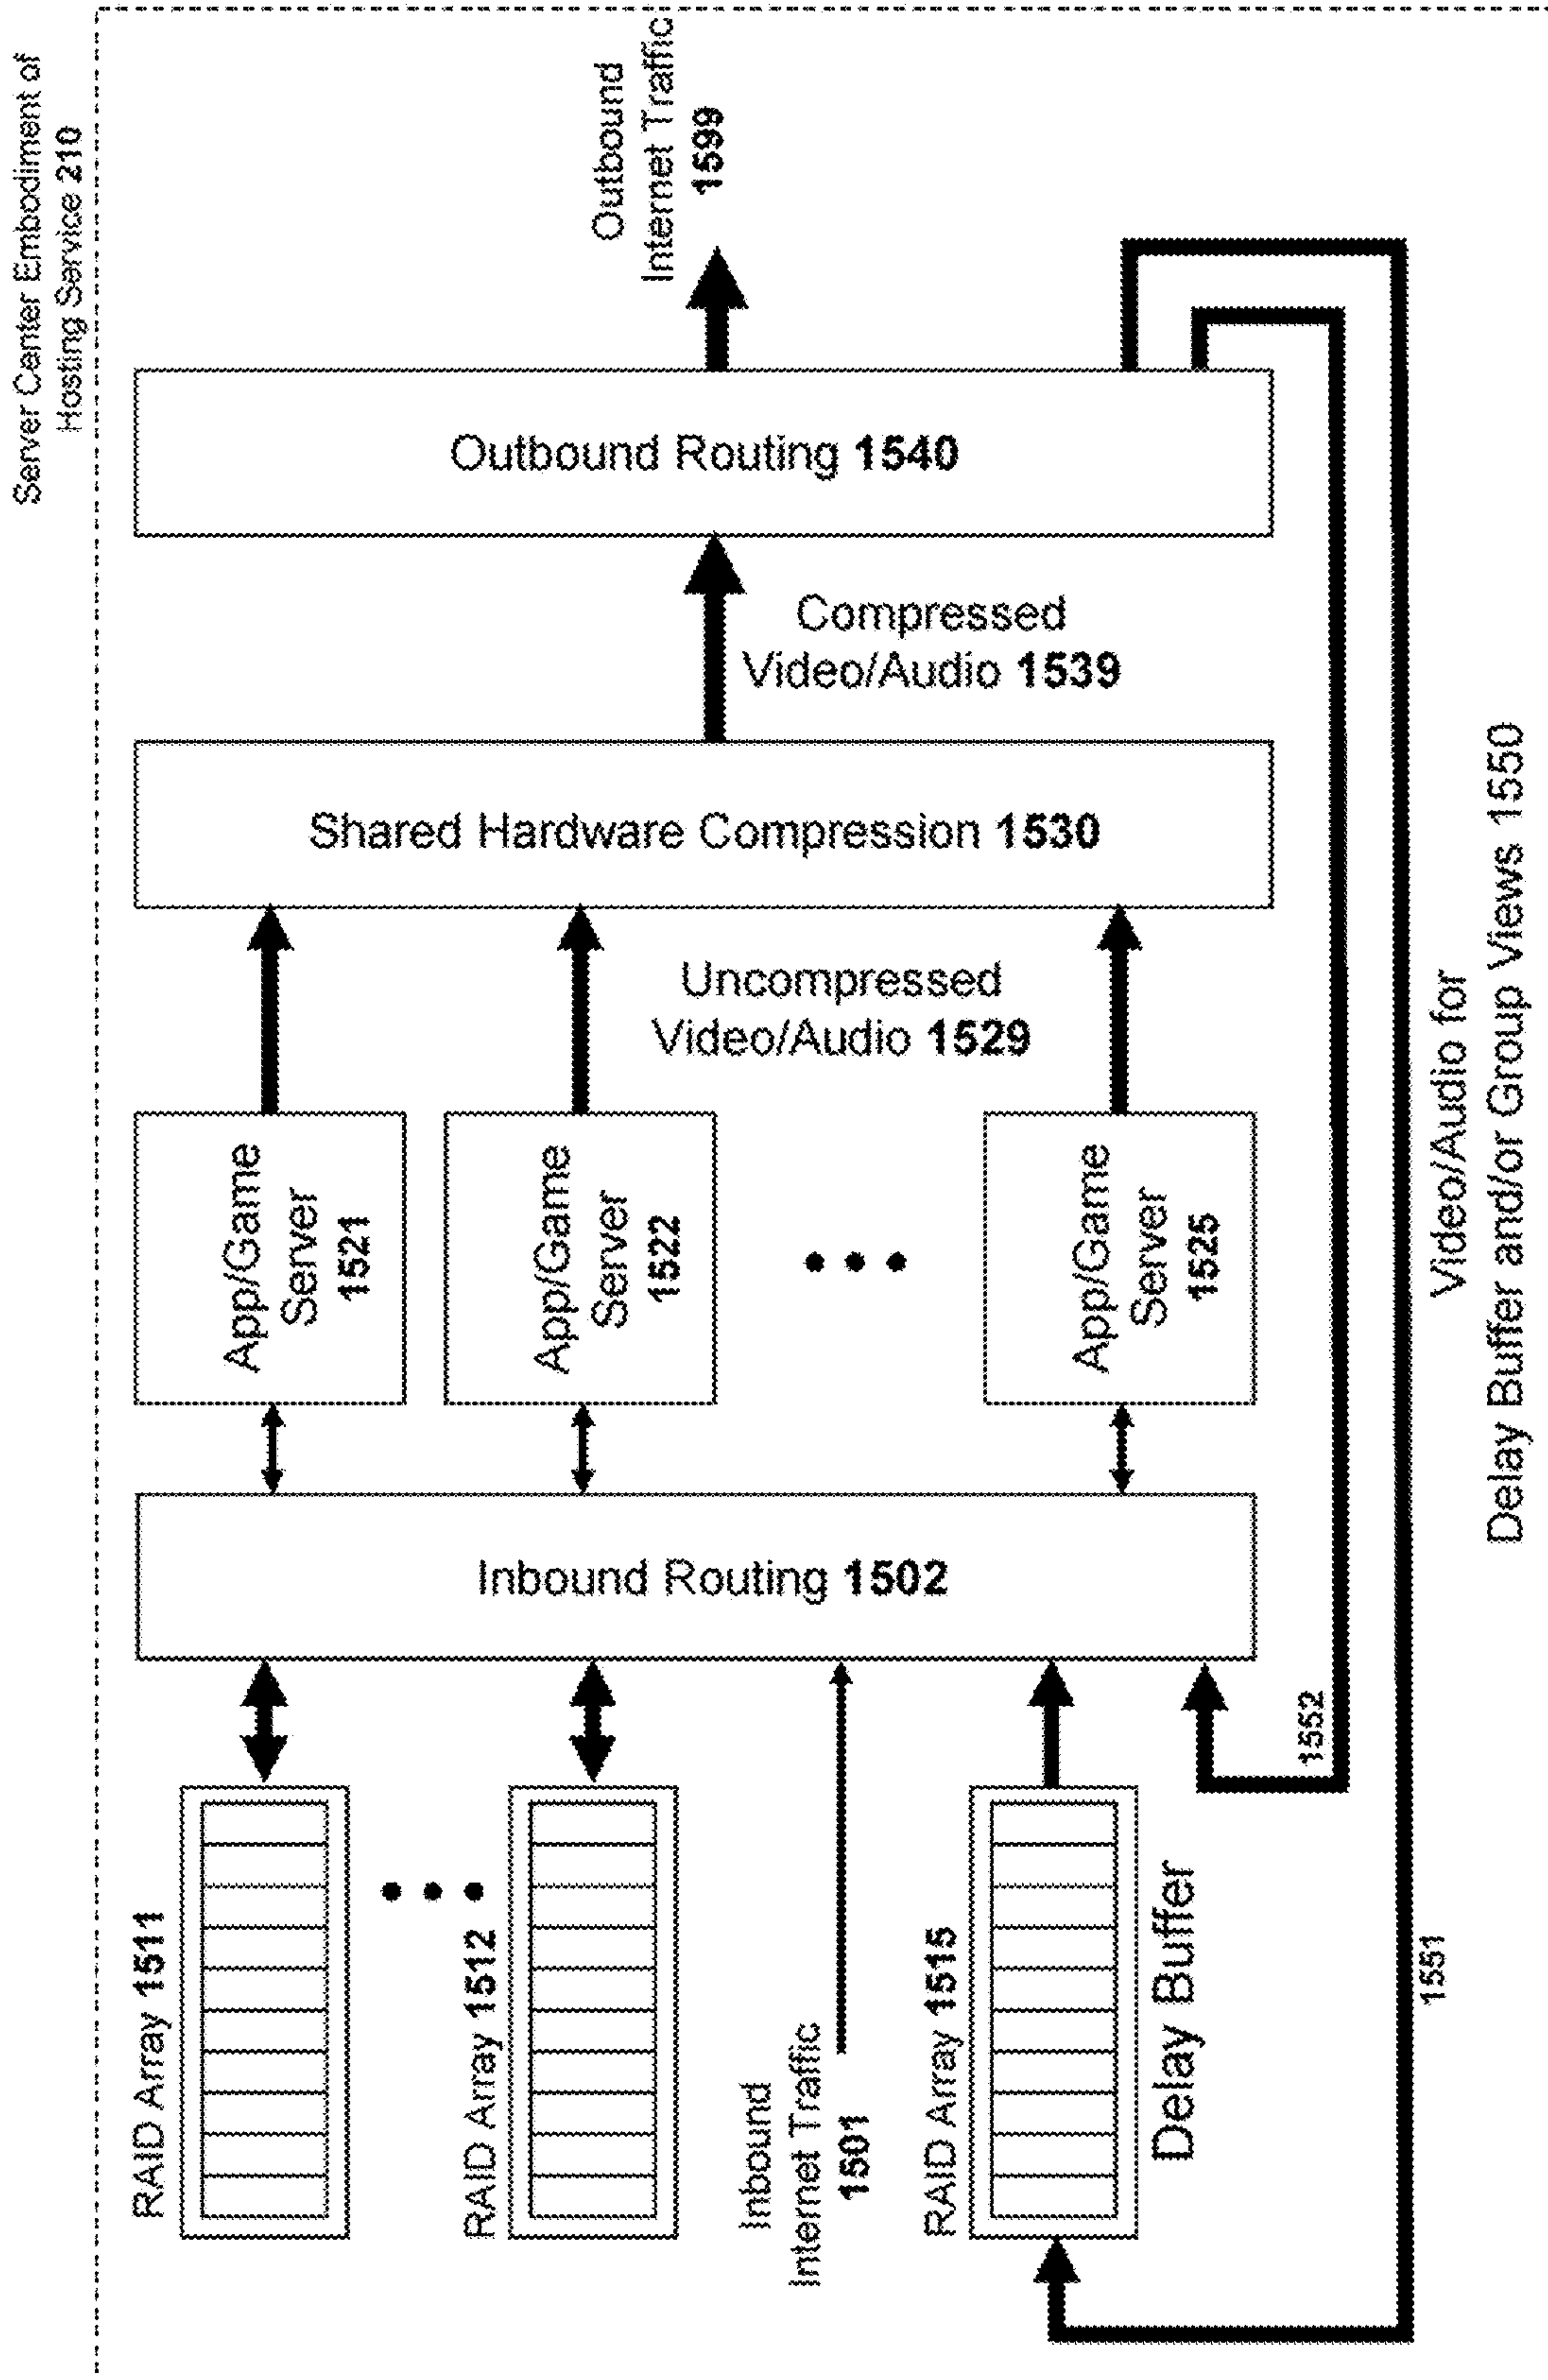 Server Center Embodiment of
Hosting Service 210
RAID Array 1511
RAID Array 1512
Inbound
Internet Traffic
1501
RAID Array 1515
Delay Buffer
Inbound Routing 1502
App/Game
Server
1521
App/Game
Server
1522
App/Game
Server
1525
Uncompressed
Video/Audio 1529
Shared Hardware Compression 1530
Compressed
Video/Audio 1539
Outbound Routing 1540
Outbound
Internet Traffic
1599
1552
1551
Video/Audio for
Delay Buffer and/or Group Views 1550